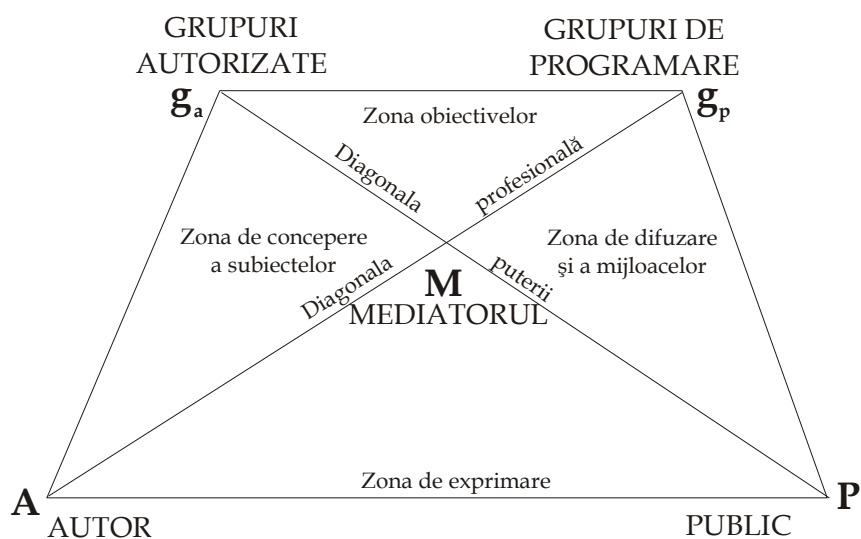 GRUPURI
AUTORIZATE
GRUPURI DE
PROGRAMARE
ga
gp
Zona obiectivelor
Diagonala
profesională
Zona de concepere
a subiectelor
Zona de difuzare
şi a mijloacelor
Diagonala
puterii
M
MEDIATORUL
Zona de exprimare
A
P
AUTOR
PUBLIC